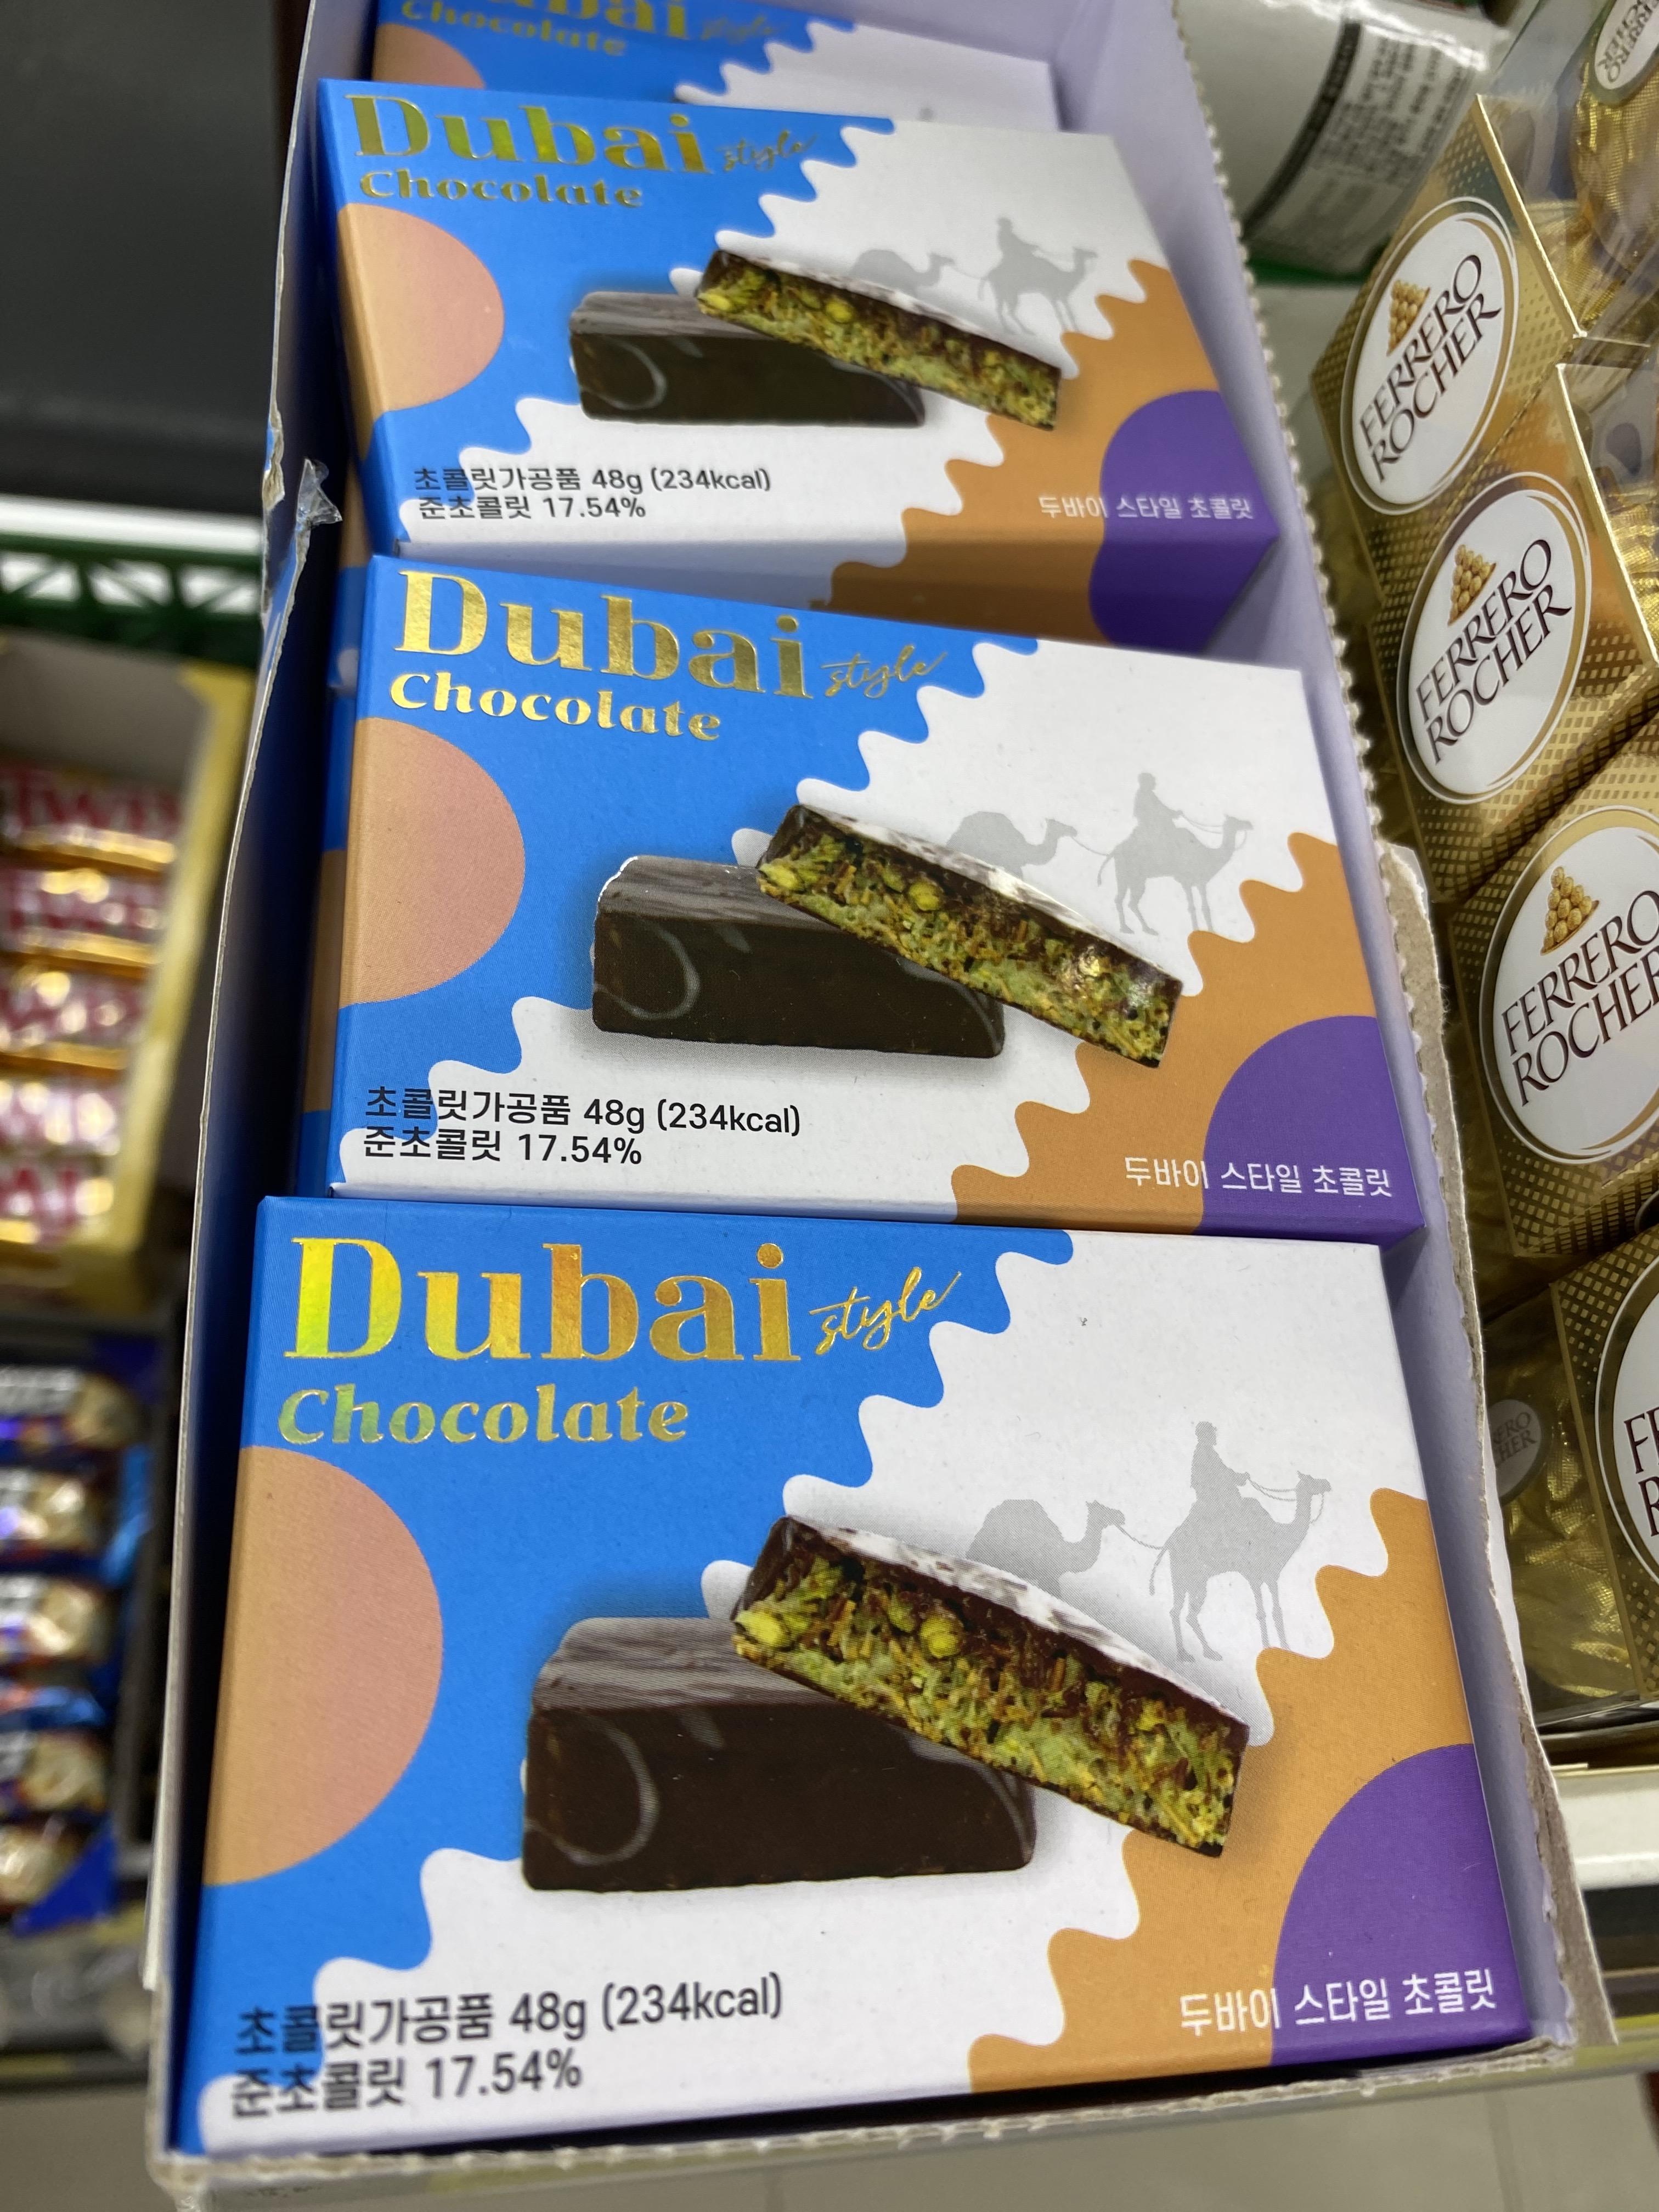 Dubai style
Chocolate
Dubai style
Chocolate
초콜릿가공품 48g (234kcal)
준초콜릿 17.54%
두바이 스타일 초콜릿
Dubai style
Chocolate
초콜릿가공품 48g (234kcal)
준초콜릿 17.54%
두바이 스타일 초콜릿
Dubai style
Chocolate
초콜릿가공품 48g (234kcal)
준초콜릿 17.54%
두바이 스타일 초콜릿
FERRERO
ROCHER
FERRERO
ROCHER
FERRERO
ROCHER
TWIX